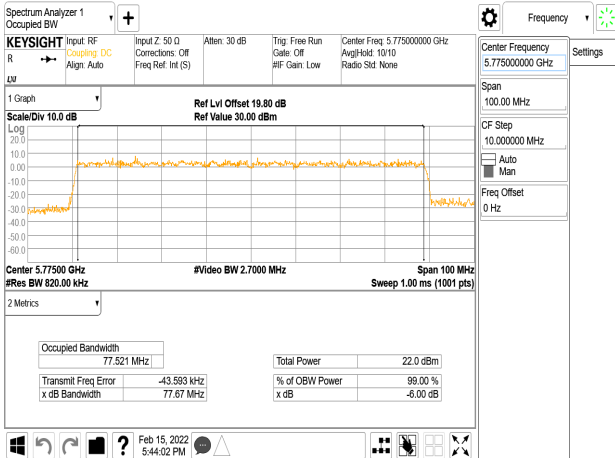 Spectrum Analyzer 1
Occupied BW
Frequency
KEYSIGHT
R
LXI
Input: RF
Coupling: DC
Align: Auto
Input Z: 50 Ω
Corrections: Off
Freq Ref: Int (S)
Atten: 30 dB
Trig: Free Run
Gate: Off
#IF Gain: Low
Center Freq: 5.775000000 GHz
Avg|Hold: 10/10
Radio Std: None
Center Frequency
5.775000000 GHz
Settings
Span
100.00 MHz
CF Step
10.000000 MHz
Auto
Man
Freq Offset
0 Hz
1 Graph
Ref Lvl Offset 19.80 dB
Scale/Div 10.0 dB
Ref Value 30.00 dBm
Log
20.0
10.0
0.00
-10.0
-20.0
-30.0
-40.0
-50.0
-60.0
Center 5.77500 GHz
#Video BW 2.7000 MHz
Span 100 MHz
#Res BW 820.00 kHz
Sweep 1.00 ms (1001 pts)
2 Metrics
Occupied Bandwidth
77.521 MHz
Total Power 22.0 dBm
Transmit Freq Error -43.593 kHz
% of OBW Power 99.00 %
x dB Bandwidth 77.67 MHz
x dB -6.00 dB
Feb 15, 2022
5:44:02 PM